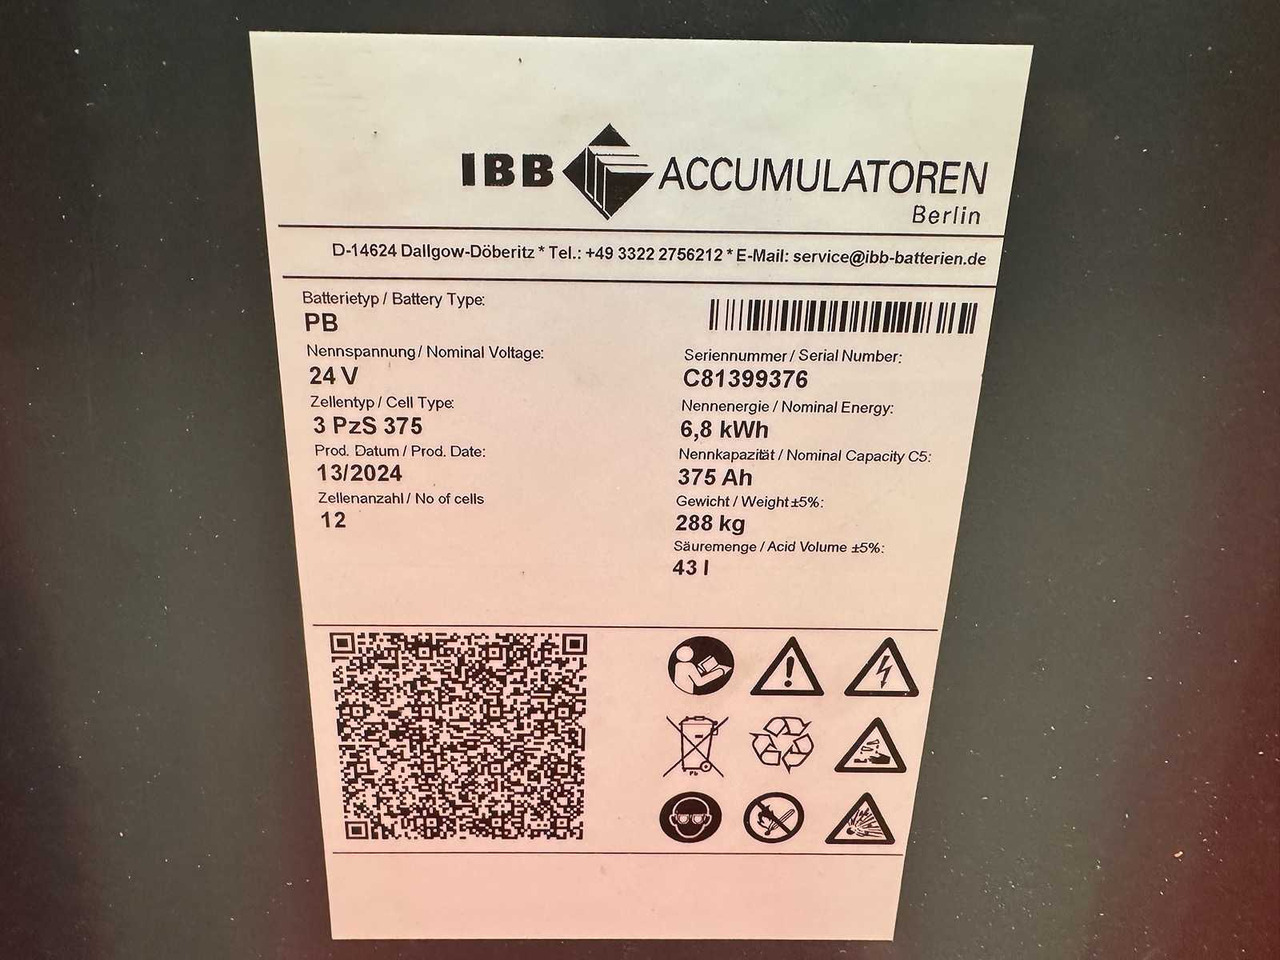 IBB ACCUMULATOREN
Berlin
D-14624 Dallgow-Döberitz * Tel.: +49 3322 2756212 * E-Mail: service@ibb-batterien.de
Batterietyp / Battery Type:
PB
Nennspannung / Nominal Voltage:
24 V
Zellentyp / Cell Type:
3 PzS 375
Prod. Datum / Prod. Date:
13/2024
Zellenanzahl / No of cells
12
Seriennummer / Serial Number:
C81399376
Nennenergie / Nominal Energy:
6,8 kWh
Nennkapazität / Nominal Capacity C5:
375 Ah
Gewicht / Weight ±5%:
288 kg
Säuremenge / Acid Volume ±5%:
43 l
Pb